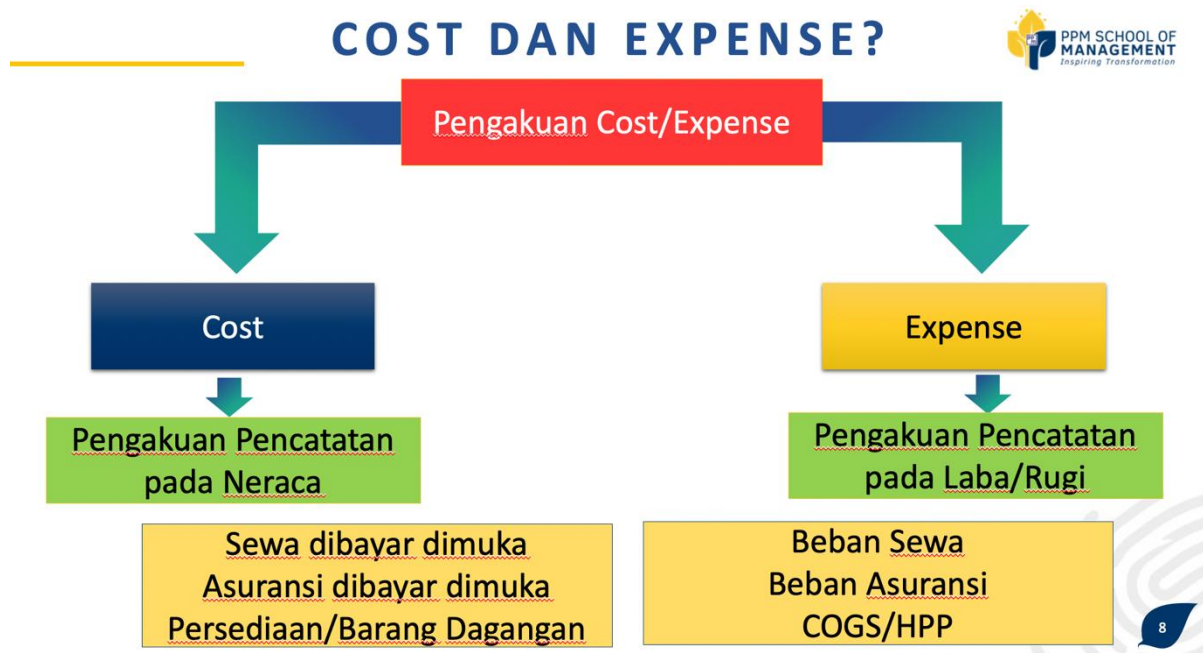 COST DAN EXPENSE?
PPM SCHOOL OF
MANAGEMENT
Inspiring Transformation
Pengakuan Cost/Expense
Cost
Expense
Pengakuan Pencatatan
pada Neraca
Pengakuan Pencatatan
pada Laba/Rugi
Sewa dibayar dimuka
Asuransi dibayar dimuka
Persediaan/Barang Dagangan
Beban Sewa
Beban Asuransi
COGS/HPP
8